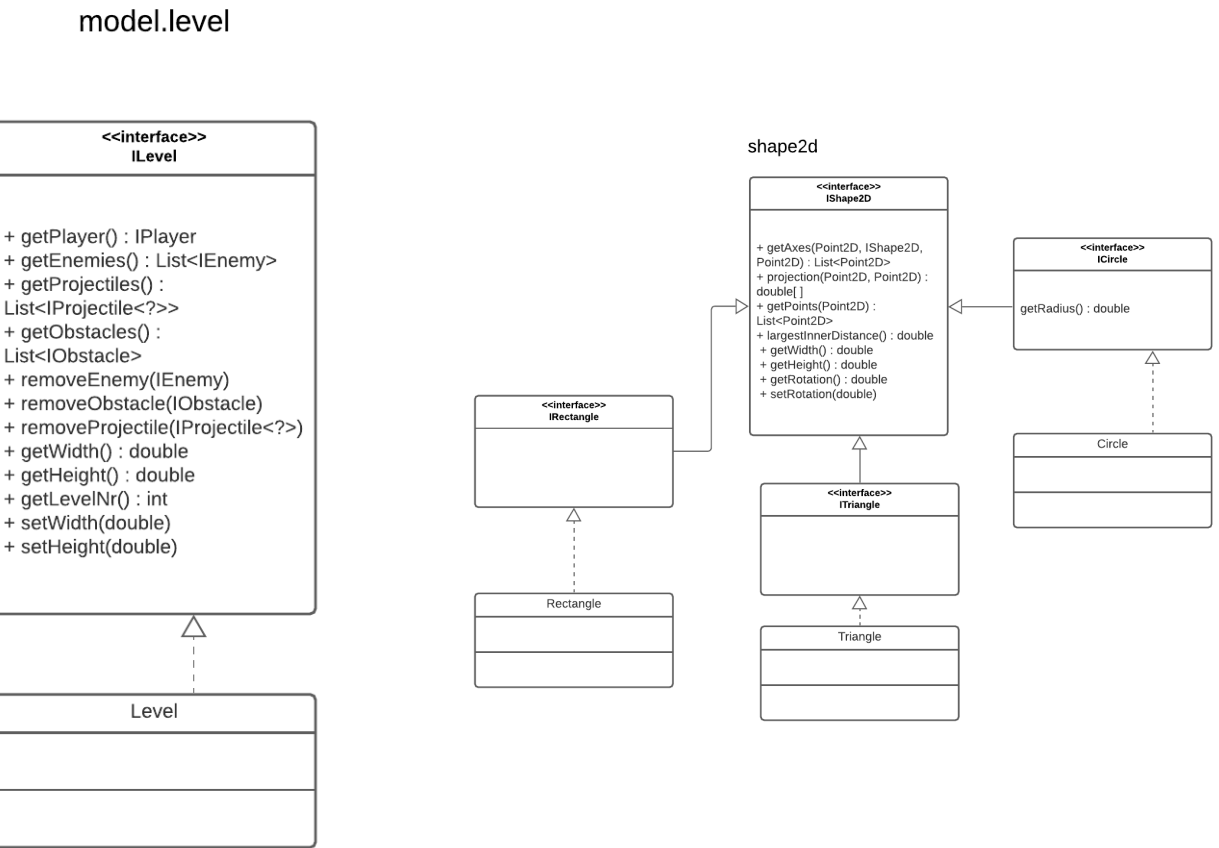 model.level
<<interface>>
ILevel
+ getPlayer() : IPlayer
+ getEnemies() : List<IEnemy>
+ getProjectiles() :
List<IProjectile<?>>
+ getObstacles() :
List<IObstacle>
+ removeEnemy(IEnemy)
+ removeObstacle(IObstacle)
+ removeProjectile(IProjectile<?>)
+ getWidth() : double
+ getHeight() : double
+ getLevelNr() : int
+ setWidth(double)
+ setHeight(double)
Level
shape2d
<<interface>>
IShape2D
+ getAxes(Point2D, IShape2D,
Point2D) : List<Point2D>
+ projection(Point2D, Point2D) :
double[ ]
+ getPoints(Point2D) :
List<Point2D>
+ largestInnerDistance() : double
+ getWidth() : double
+ getHeight() : double
+ getRotation() : double
+ setRotation(double)
<<interface>>
ICircle
getRadius() : double
Circle
<<interface>>
IRectangle
Rectangle
<<interface>>
ITriangle
Triangle